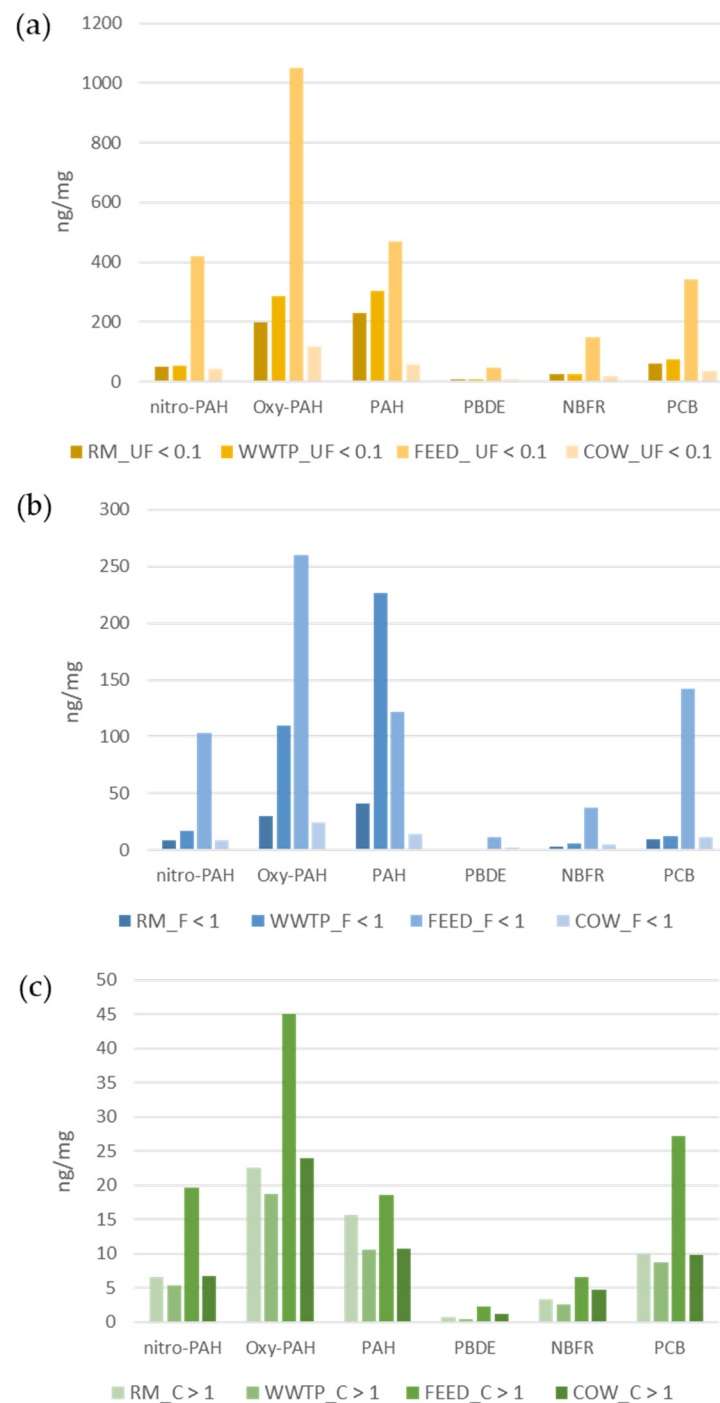 (a)
1200
1000
800
600
400
200
0
ng/mg
nitro-PAH Oxy-PAH PAH PBDE NBFR PCB
RM_UF < 0.1 WWTP_UF < 0.1 FEED_ UF < 0.1 COW_UF < 0.1
(b)
300
250
200
150
100
50
0
ng/mg
nitro-PAH Oxy-PAH PAH PBDE NBFR PCB
RM_F < 1 WWTP_F < 1 FEED_F < 1 COW_F < 1
(c)
50
45
40
35
30
25
20
15
10
5
0
ng/mg
nitro-PAH Oxy-PAH PAH PBDE NBFR PCB
RM_C > 1 WWTP_C > 1 FEED_C > 1 COW_C > 1